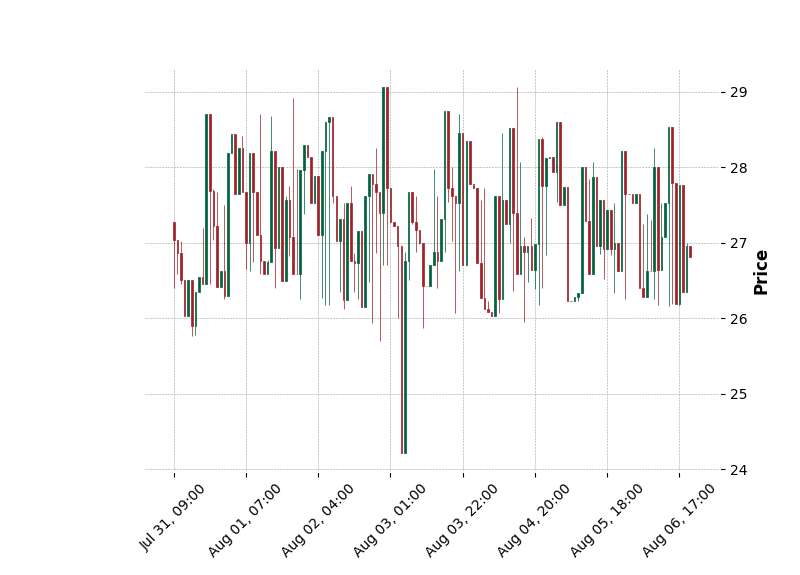 29
28
27
26
25
24
Price
Jul 31, 09:00
Aug 01, 07:00
Aug 02, 04:00
Aug 03, 01:00
Aug 03, 22:00
Aug 04, 20:00
Aug 05, 18:00
Aug 06, 17:00